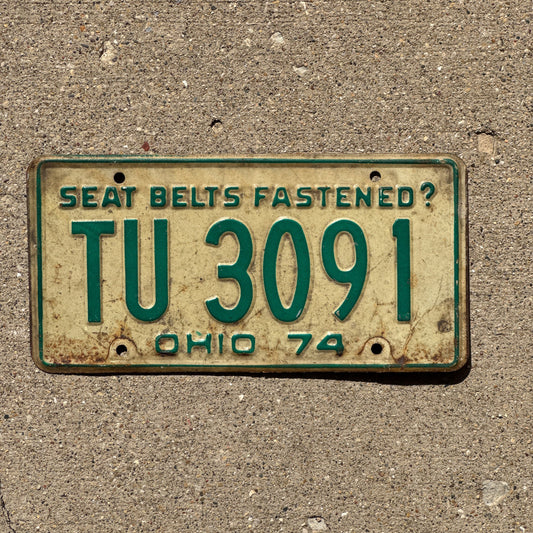 SEAT BELTS FASTENED?
TU 3091
OHIO 74